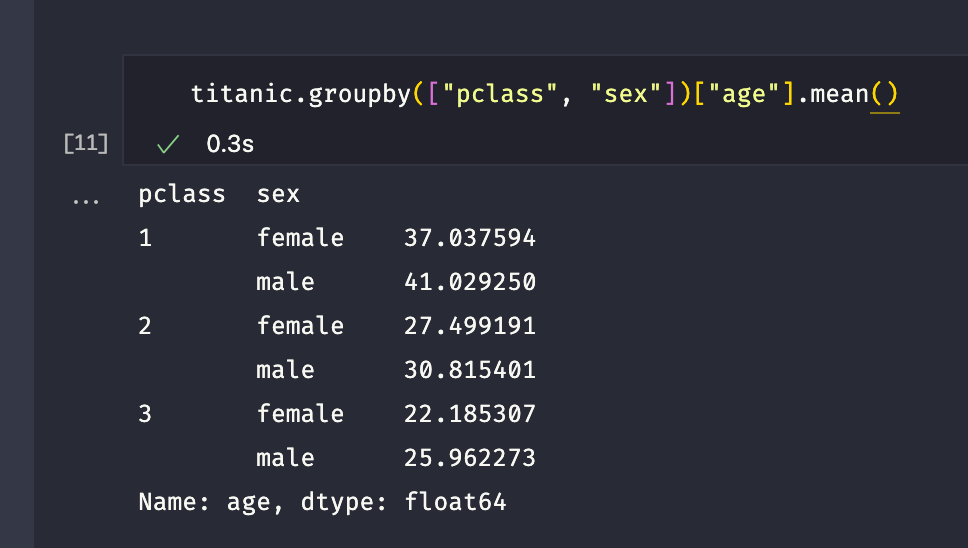 titanic.groupby(["pclass", "sex"])["age"].mean()
[11] ✓ 0.3s
... pclass  sex
1       female    37.037594
        male      41.029250
2       female    27.499191
        male      30.815401
3       female    22.185307
        male      25.962273
Name: age, dtype: float64